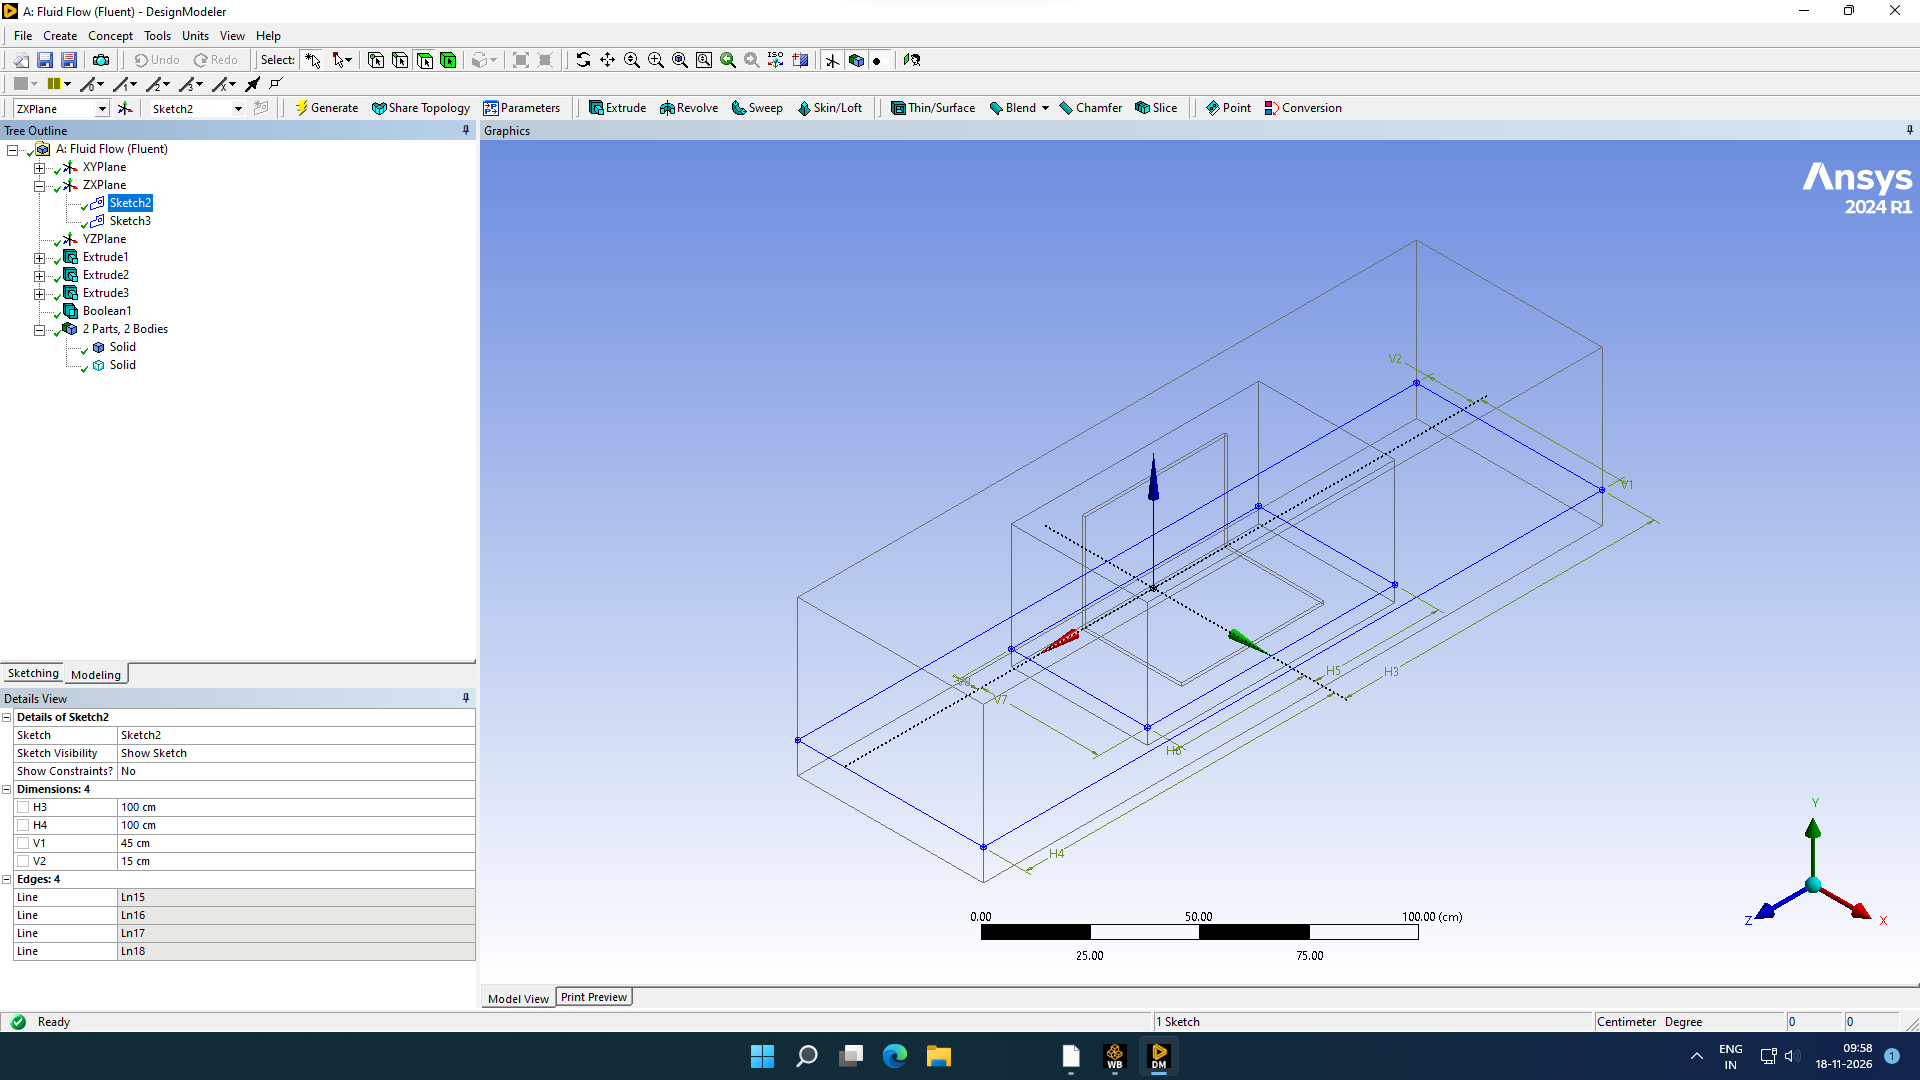 A: Fluid Flow (Fluent) - DesignModeler
File Create Concept Tools Units View Help
Undo Redo Select: ISO
0 1 2 3 x
ZXPlane Sketch2 Generate Share Topology Parameters Extrude Revolve Sweep Skin/Loft Thin/Surface Blend Chamfer Slice Point Conversion
Tree Outline
A: Fluid Flow (Fluent)
XYPlane
ZXPlane
Sketch2
Sketch3
YZPlane
Extrude1
Extrude2
Extrude3
Boolean1
2 Parts, 2 Bodies
Solid
Solid
Sketching Modeling
Details View
Details of Sketch2
Sketch Sketch2
Sketch Visibility Show Sketch
Show Constraints? No
Dimensions: 4
H3 100 cm
H4 100 cm
V1 45 cm
V2 15 cm
Edges: 4
Line Ln15
Line Ln16
Line Ln17
Line Ln18
Graphics
Ansys
2024 R1
V2
V1
H5
H3
V8
V7
H6
H4
0.00 50.00 100.00 (cm)
25.00 75.00
Y
Z
X
Model View Print Preview
Ready 1 Sketch Centimeter Degree 0 0
WB DM
ENG
IN
09:58
18-11-2026
1